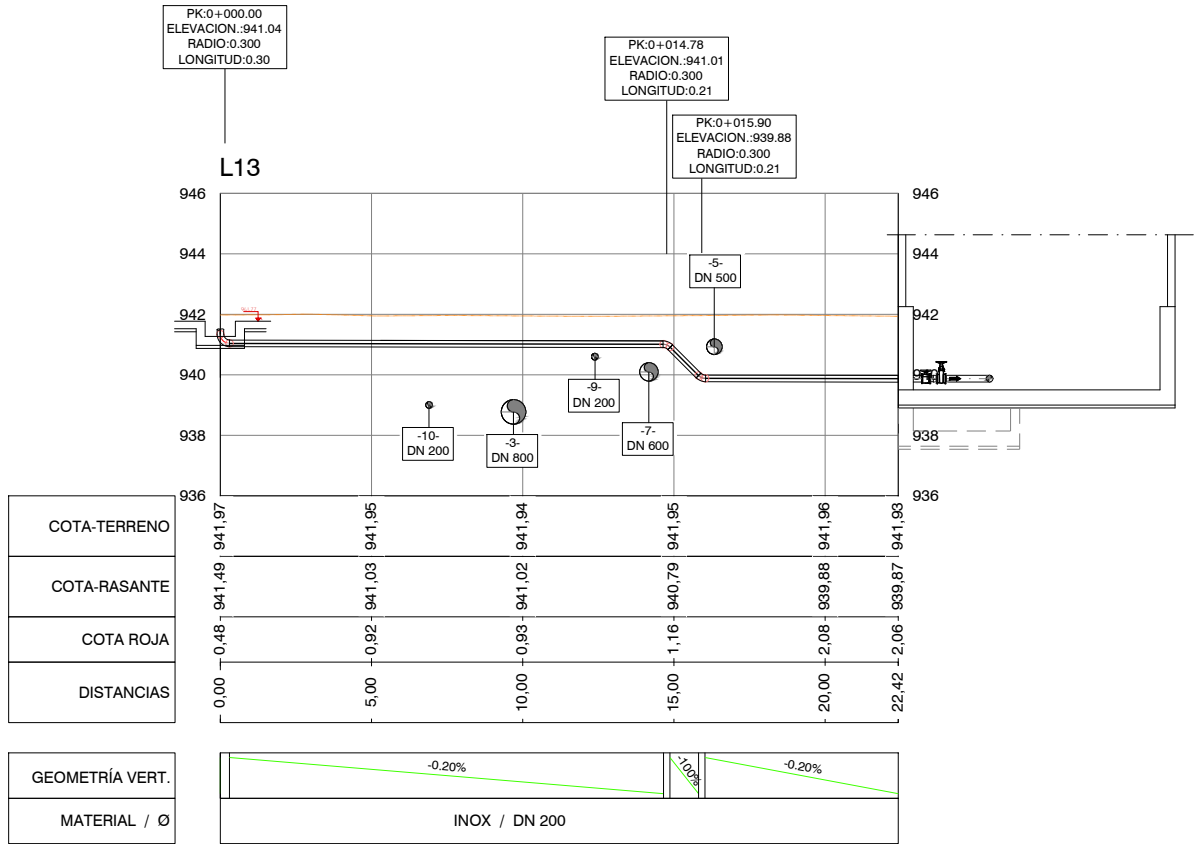 PK:0+000.00
ELEVACION.:941.04
RADIO:0.300
LONGITUD:0.30
PK:0+014.78
ELEVACION.:941.01
RADIO:0.300
LONGITUD:0.21
PK:0+015.90
ELEVACION.:939.88
RADIO:0.300
LONGITUD:0.21
L13
946 946
944 944
942 942
940 940
938 938
936 936
-5-
DN 500
-9-
DN 200
-7-
DN 600
-10-
DN 200
-3-
DN 800
COTA-TERRENO 941,97 941,95 941,94 941,95 941,96 941,93
COTA-RASANTE 941,49 941,03 941,02 940,79 939,88 939,87
COTA ROJA 0,48 0,92 0,93 1,16 2,08 2,06
DISTANCIAS 0,00 5,00 10,00 15,00 20,00 22,42
GEOMETRÍA VERT. -0.20% -100% -0.20%
MATERIAL / Ø INOX / DN 200